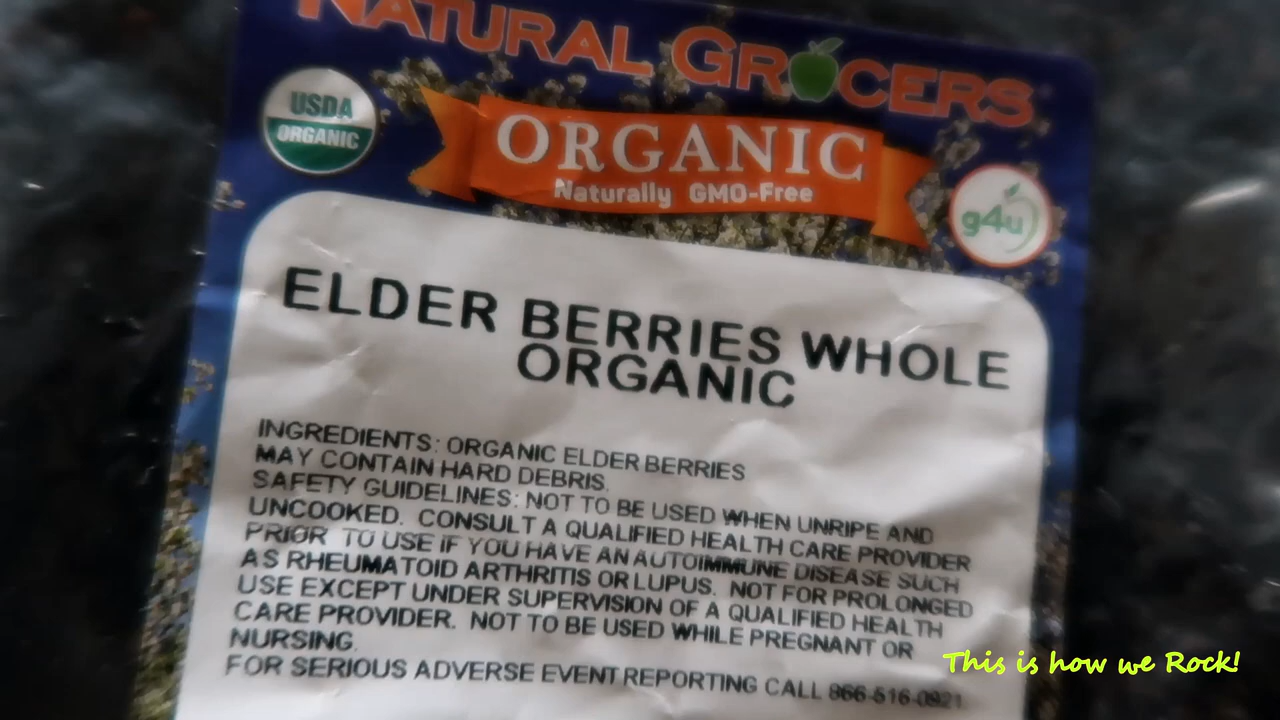 NATURAL GROCERS
USDA
ORGANIC
ORGANIC
Naturally GMO-Free
g4u
ELDER BERRIES WHOLE
ORGANIC
INGREDIENTS: ORGANIC ELDER BERRIES
MAY CONTAIN HARD DEBRIS.
SAFETY GUIDELINES: NOT TO BE USED WHEN UNRIPE AND
UNCOOKED. CONSULT A QUALIFIED HEALTH CARE PROVIDER
PRIOR TO USE IF YOU HAVE AN AUTOIMMUNE DISEASE SUCH
AS RHEUMATOID ARTHRITIS OR LUPUS. NOT FOR PROLONGED
USE EXCEPT UNDER SUPERVISION OF A QUALIFIED HEALTH
CARE PROVIDER. NOT TO BE USED WHILE PREGNANT OR
NURSING.
FOR SERIOUS ADVERSE EVENT REPORTING CALL 866-516-0921
This is how we Rock!